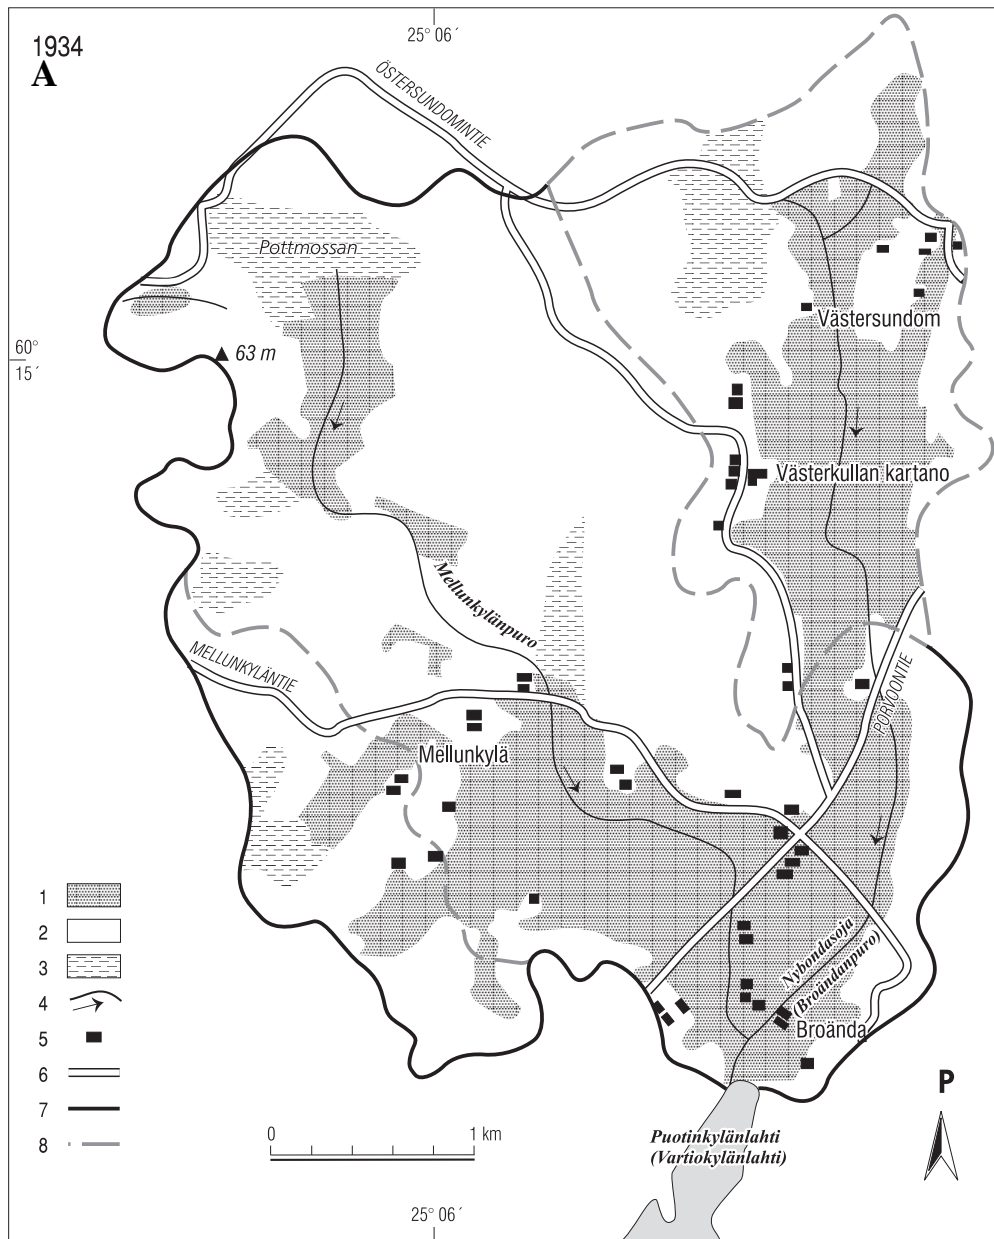 1934
A
25° 06´
ÖSTERSUNDOMINTIE
Pottmossan
63 m
60°
15´
Västersundom
Västerkullan kartano
Mellunkylänpuro
MELLUNKYLÄNTIE
PORVOONTIE
Mellunkylä
1
2
3
4
5
6
7
8
Nybondasoja
(Broändanpuro)
Broända
P
0 1 km
Puotinkylänlahti
(Vartiokylänlahti)
25° 06´